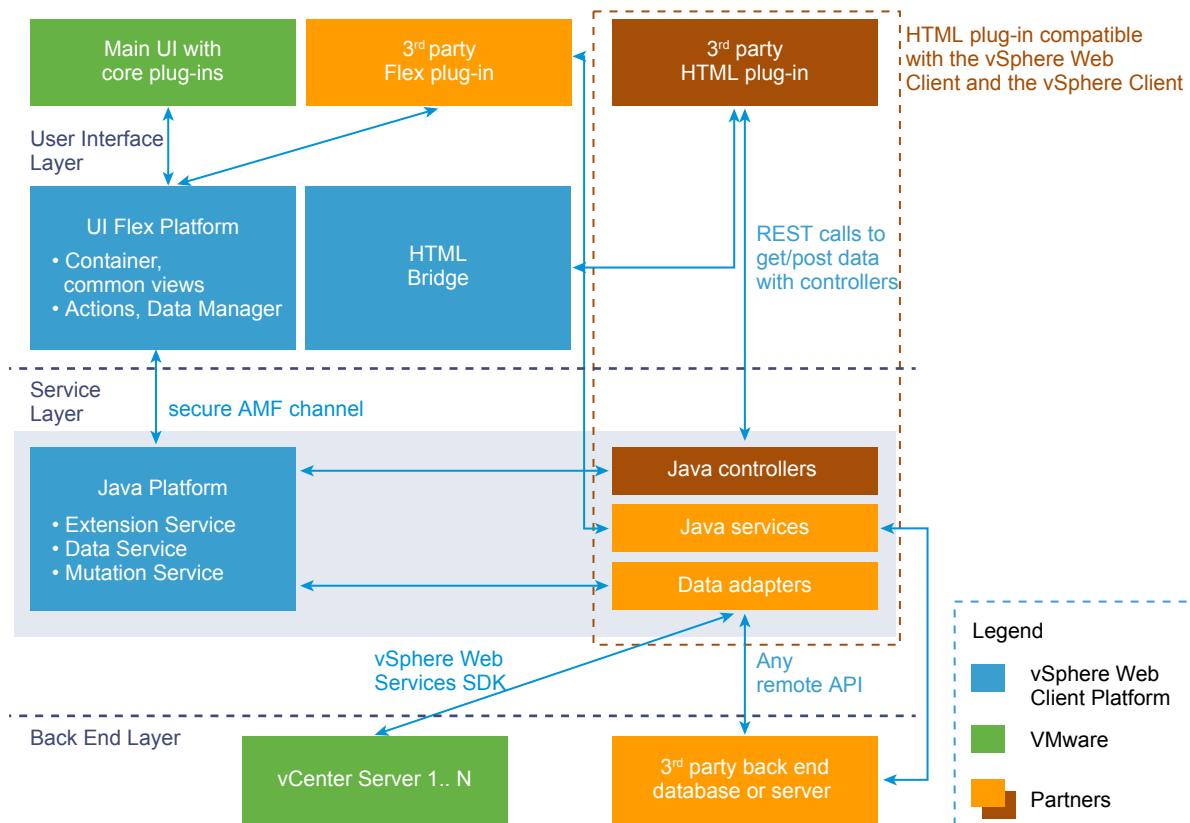 Main UI with
core plug-ins
3rd party
Flex plug-in
3rd party
HTML plug-in
HTML plug-in compatible
with the vSphere Web
Client and the vSphere Client
User Interface
Layer
UI Flex Platform
• Container,
common views
• Actions, Data Manager
HTML
Bridge
REST calls to
get/post data
with controllers
Service
Layer
secure AMF channel
Java Platform
• Extension Service
• Data Service
• Mutation Service
Java controllers
Java services
Data adapters
vSphere Web
Services SDK
Any
remote API
Back End Layer
vCenter Server 1.. N
3rd party back end
database or server
Legend
vSphere Web
Client Platform
VMware
Partners